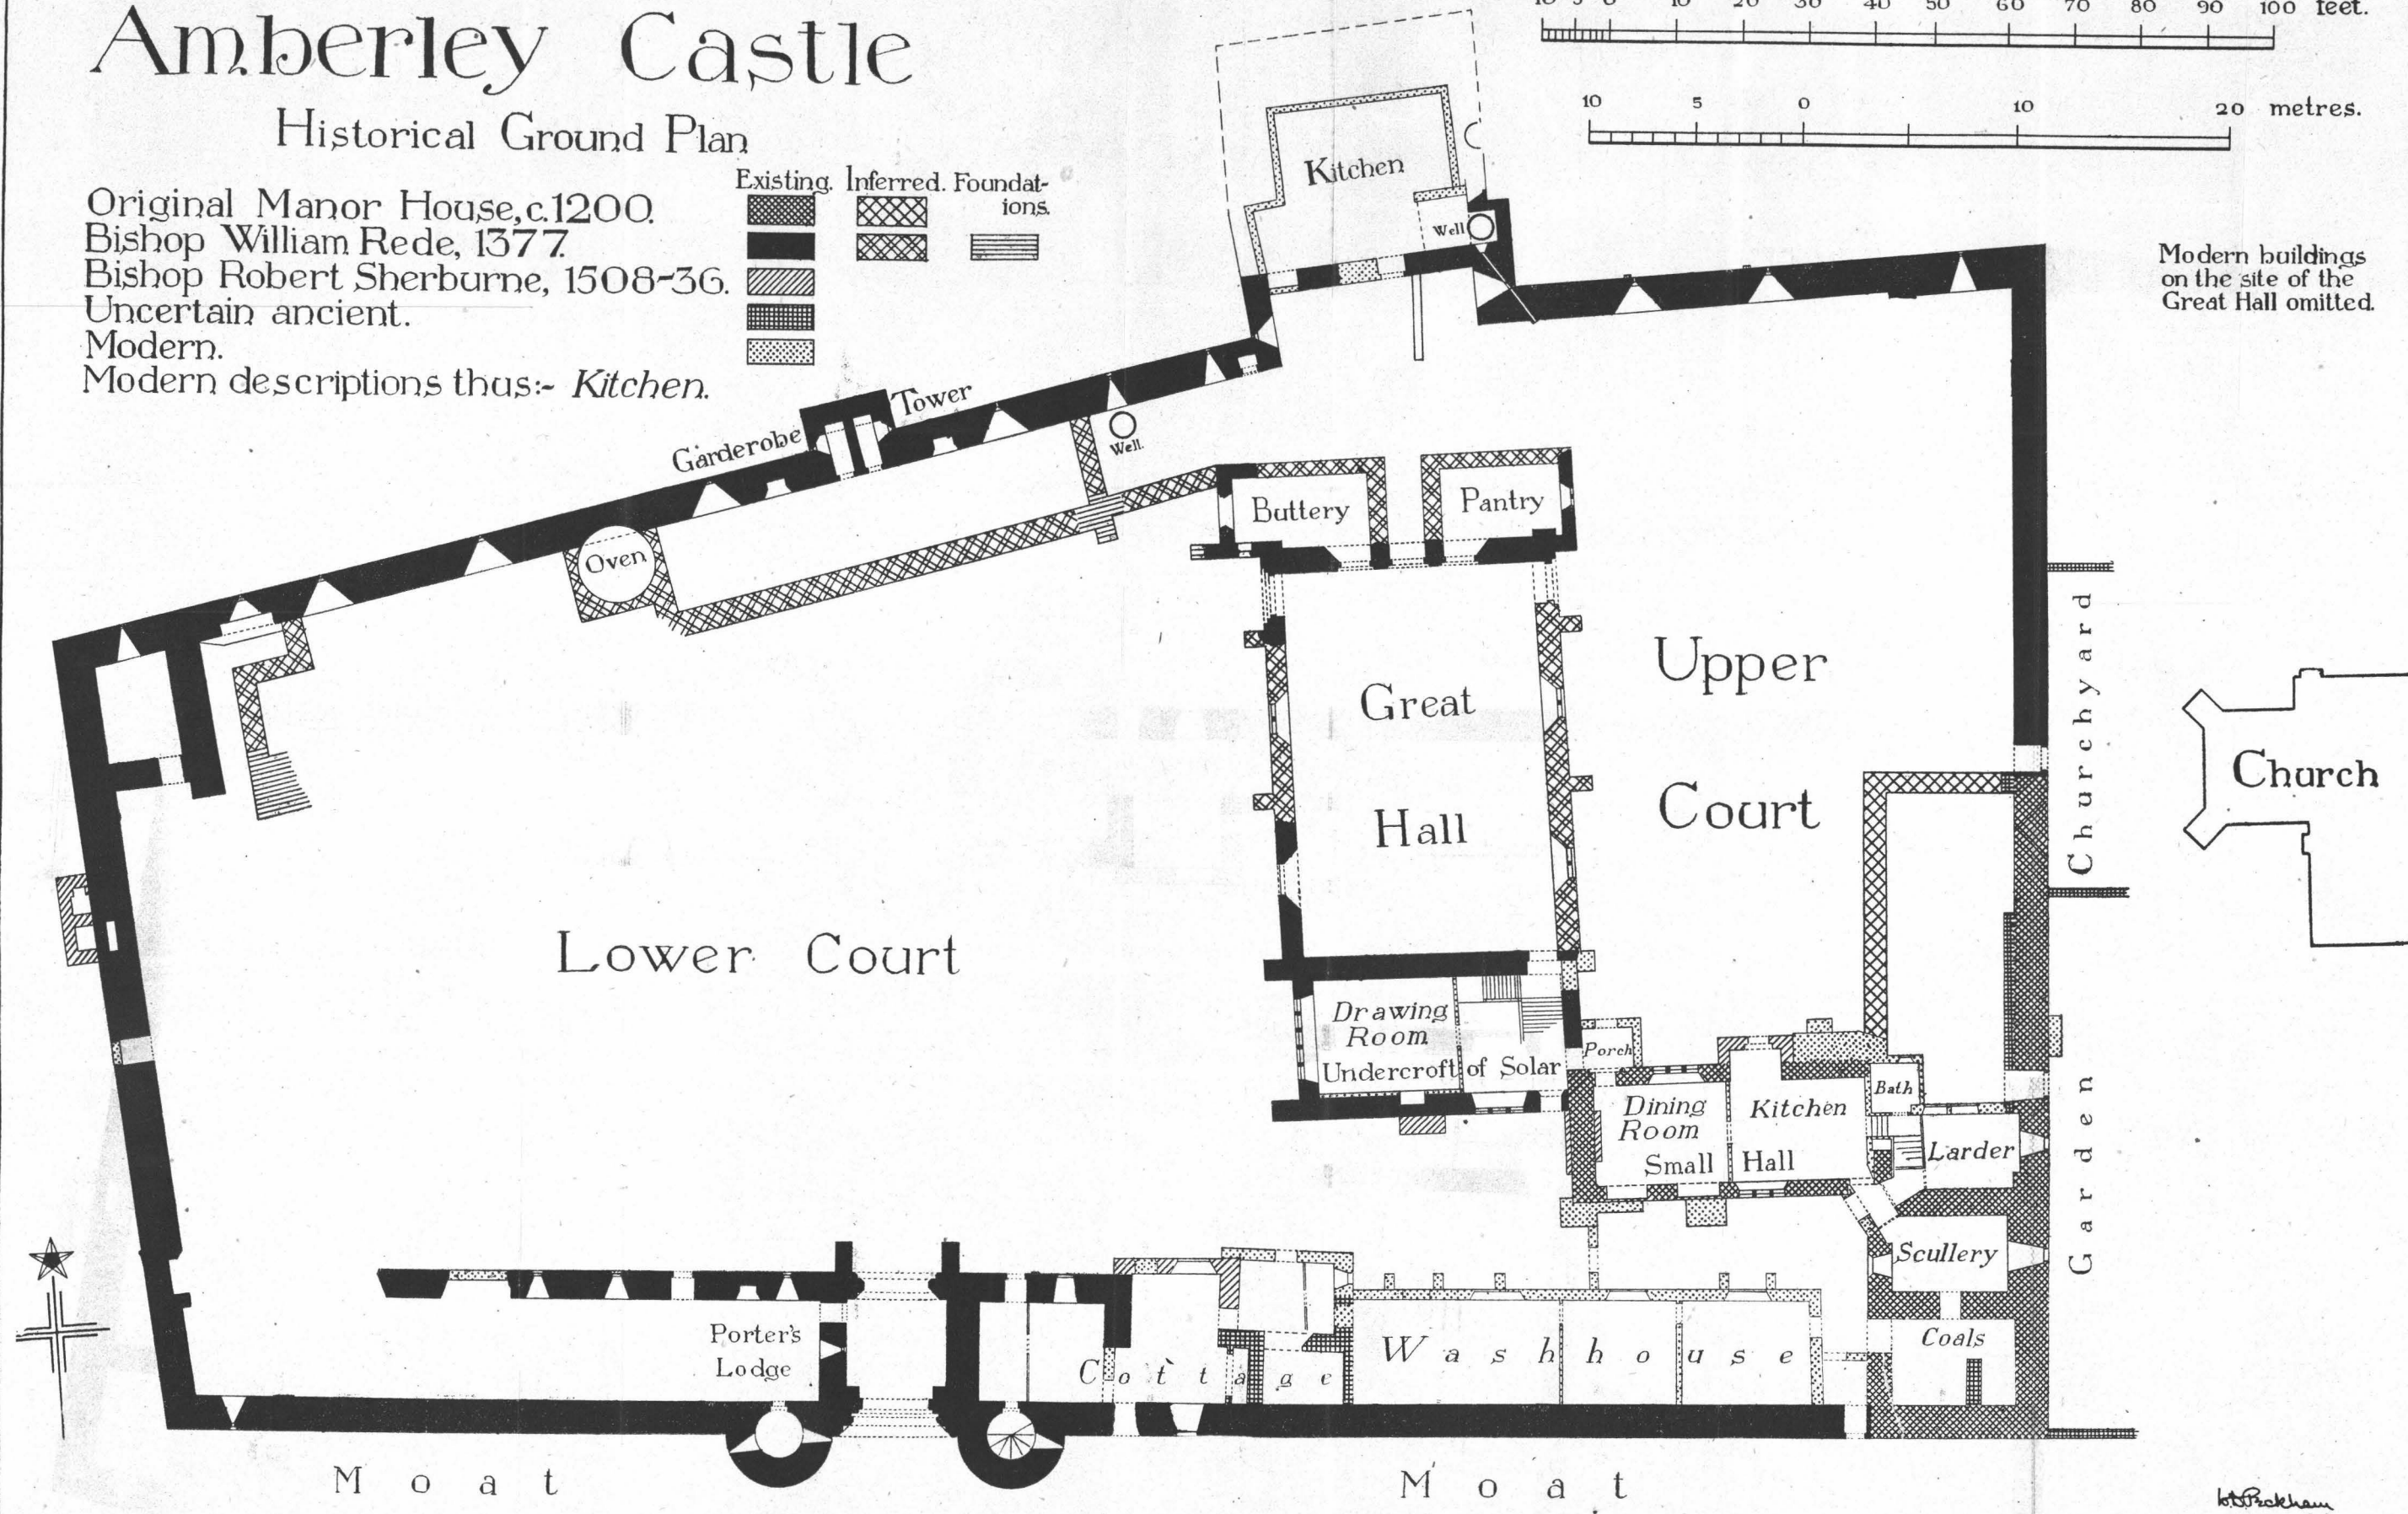 Amberley Castle
Historical Ground Plan
Existing. Inferred. Foundat-
ions.
Original Manor House, c.1200.
Bishop William Rede, 1377.
Bishop Robert Sherburne, 1508-36.
Uncertain ancient.
Modern.
Modern descriptions thus:- Kitchen.
10 5 0 10 20 30 40 50 60 70 80 90 100 feet.
10 5 0 10 20 metres.
Modern buildings
on the site of the
Great Hall omitted.
Kitchen
Well
Garderobe Tower
Well.
Oven
Buttery
Pantry
Great
Hall
Upper
Court
Churchyard
Church
Lower Court
Drawing
Room
Undercroft of Solar
Porch
Dining
Room
Small Hall
Kitchen
Bath
Larder
Garden
Scullery
Coals
Porter's
Lodge
Cottage
Washhouse
Moat
Moat
W.D.Peckham